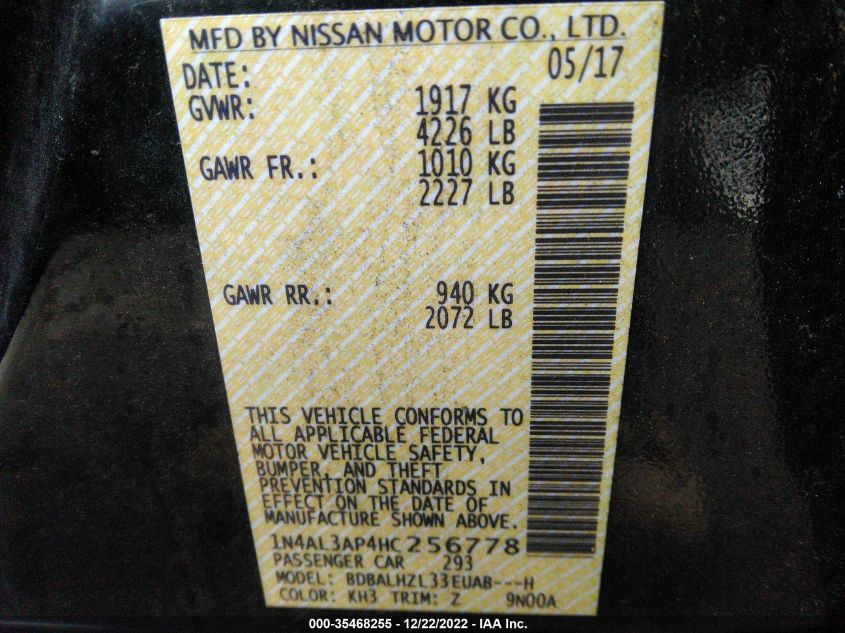 MFD BY NISSAN MOTOR CO., LTD.
DATE: 05/17
GVWR: 1917 KG
4226 LB
GAWR FR.: 1010 KG
2227 LB
GAWR RR.: 940 KG
2072 LB
THIS VEHICLE CONFORMS TO
ALL APPLICABLE FEDERAL
MOTOR VEHICLE SAFETY,
BUMPER, AND THEFT
PREVENTION STANDARDS IN
EFFECT ON THE DATE OF
MANUFACTURE SHOWN ABOVE.
1N4AL3AP4HC256778
PASSENGER CAR 293
MODEL: BDBALHZL33EUAB---H
COLOR: KH3 TRIM: Z 9N00A
000-35468255 - 12/22/2022 - IAA Inc.